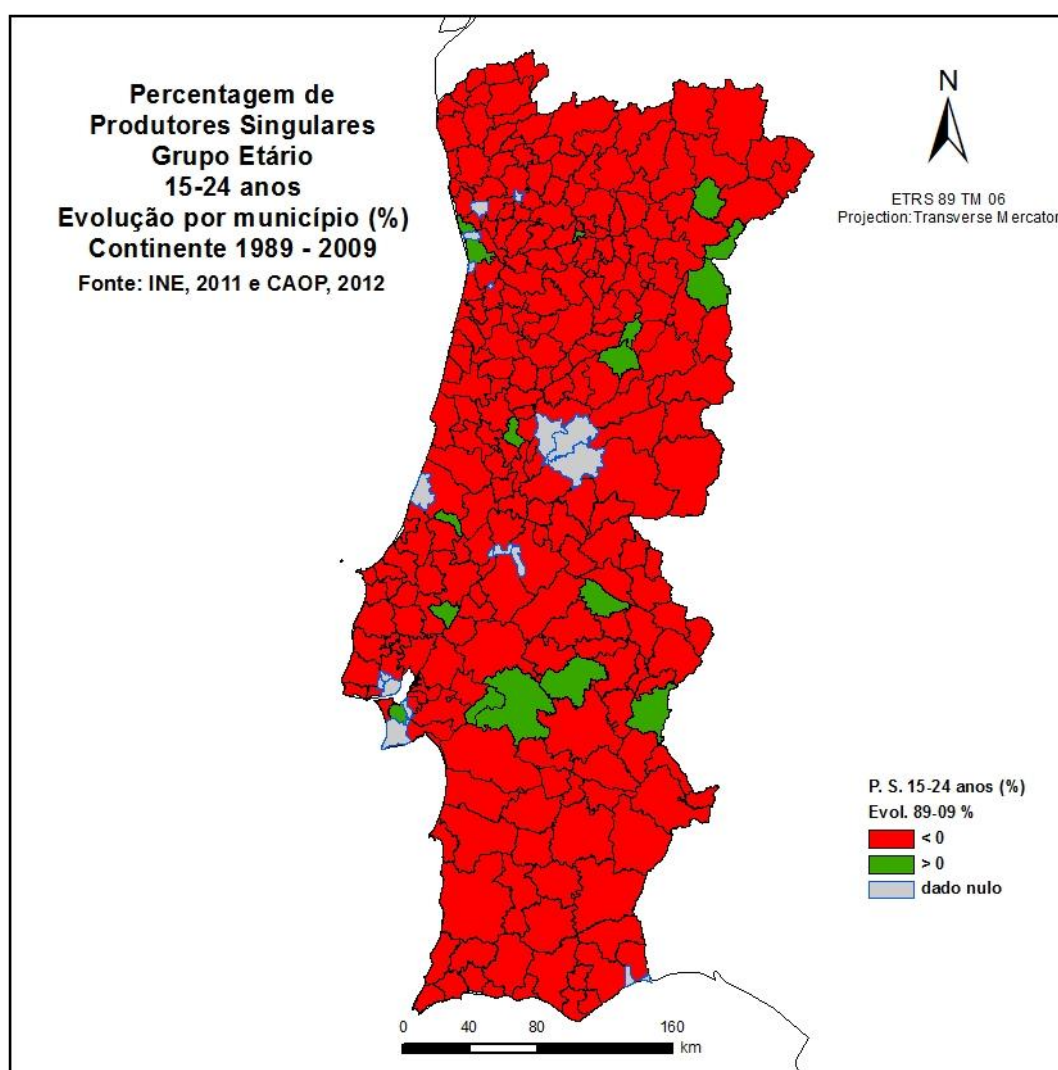 Percentagem de
Produtores Singulares
Grupo Etário
15-24 anos
Evolução por município (%)
Continente 1989 - 2009
Fonte: INE, 2011 e CAOP, 2012
N
ETRS 89 TM 06
Projection:Transverse Mercator
P. S. 15-24 anos (%)
Evol. 89-09 %
< 0
> 0
dado nulo
0 40 80 160
km